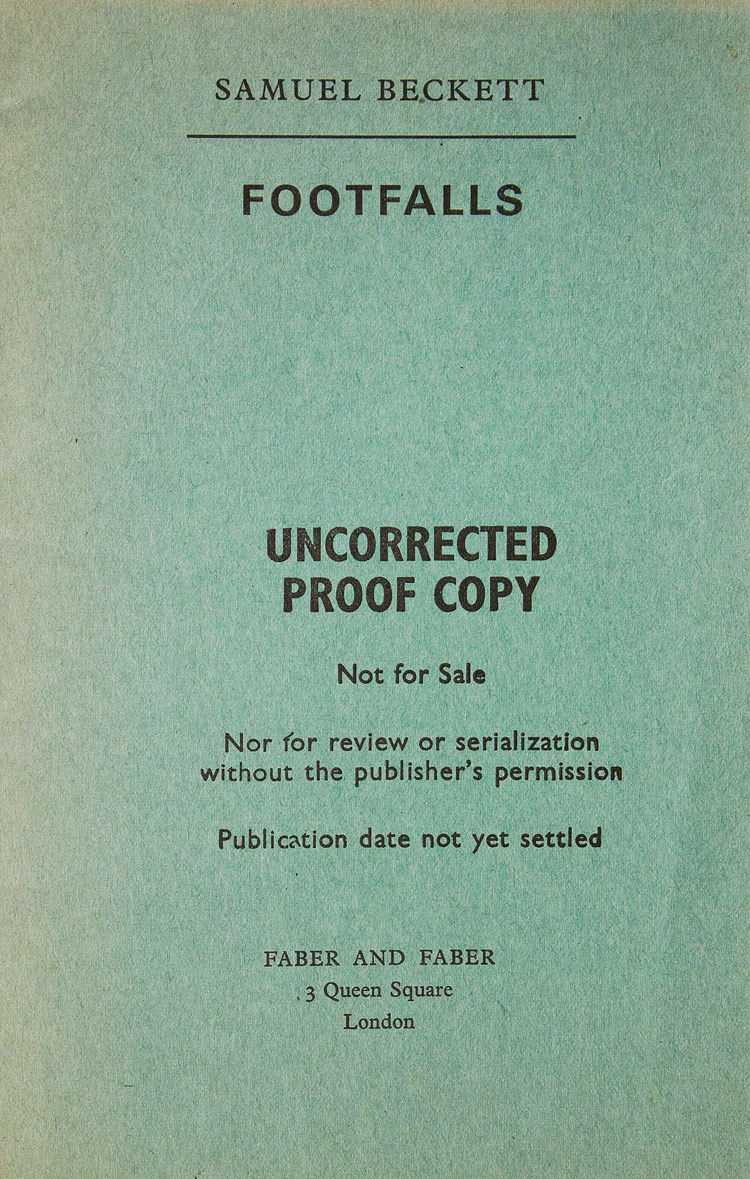 SAMUEL BECKETT
FOOTFALLS
UNCORRECTED
PROOF COPY
Not for Sale
Nor for review or serialization
without the publisher's permission
Publication date not yet settled
FABER AND FABER
3 Queen Square
London